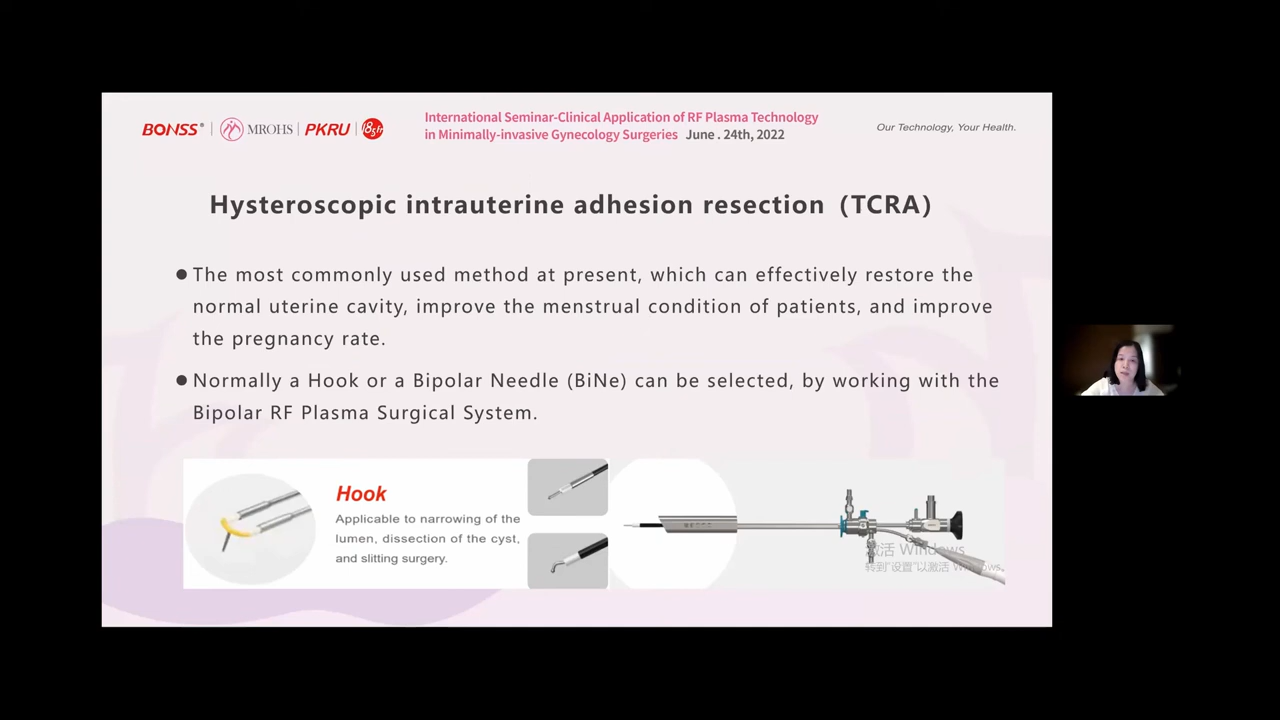 BONSS® | MROHS | PKRU |
International Seminar-Clinical Application of RF Plasma Technology
in Minimally-invasive Gynecology Surgeries June . 24th, 2022
Our Technology, Your Health.
Hysteroscopic intrauterine adhesion resection (TCRA)
●The most commonly used method at present, which can effectively restore the
normal uterine cavity, improve the menstrual condition of patients, and improve
the pregnancy rate.
●Normally a Hook or a Bipolar Needle (BiNe) can be selected, by working with the
Bipolar RF Plasma Surgical System.
Hook
Applicable to narrowing of the
lumen, dissection of the cyst,
and slitting surgery.
激活 Windows
转到"设置"以激活 Windows。